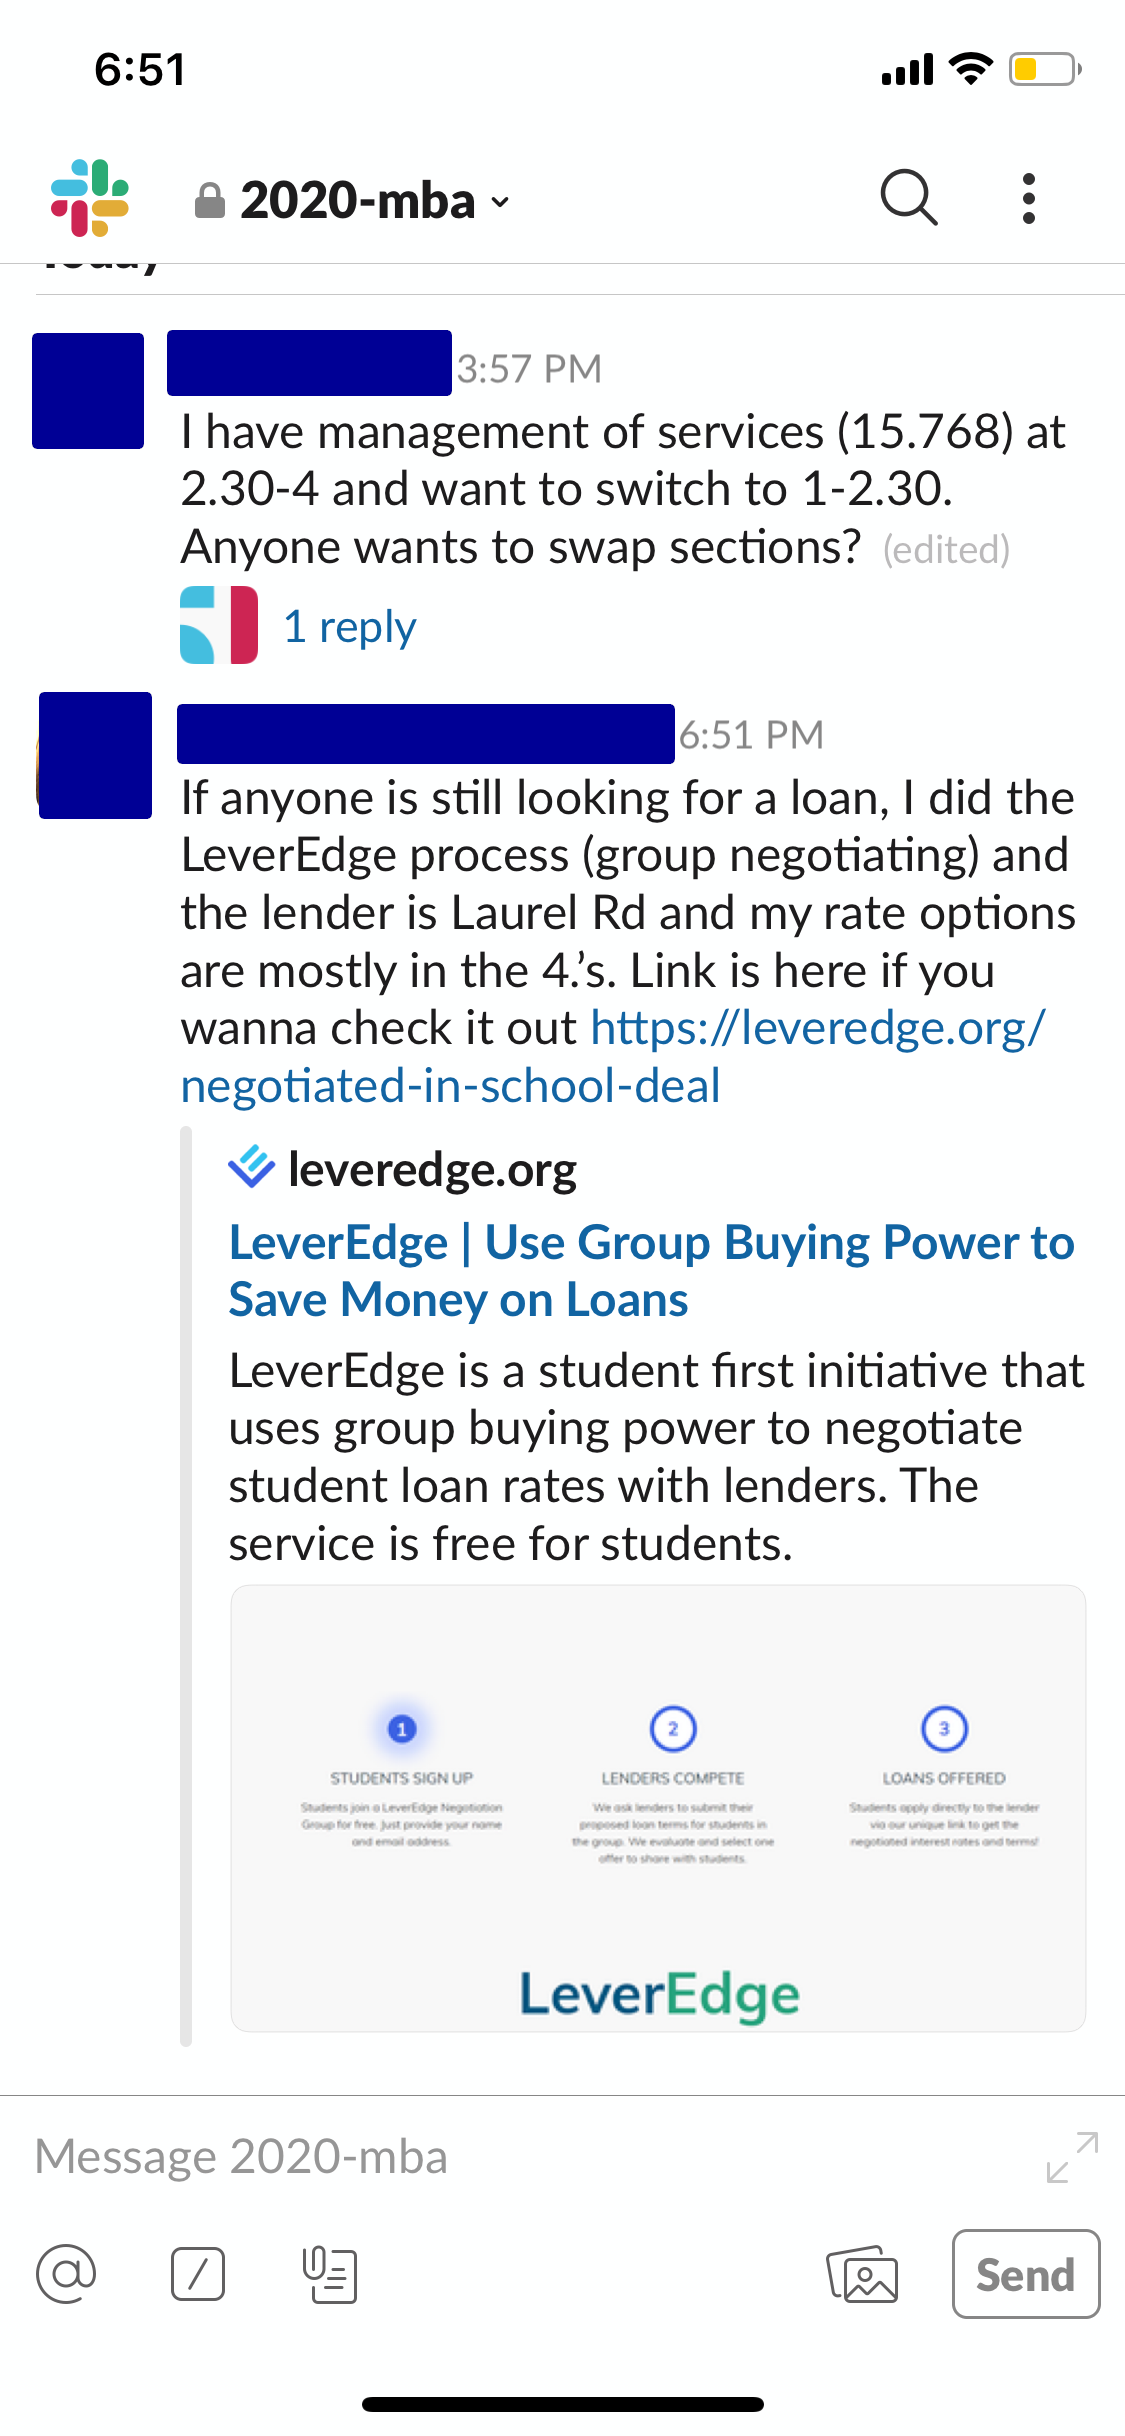 6:51
2020-mba
Today
3:57 PM
I have management of services (15.768) at
2.30-4 and want to switch to 1-2.30.
Anyone wants to swap sections? (edited)
1 reply
6:51 PM
If anyone is still looking for a loan, I did the
LeverEdge process (group negotiating) and
the lender is Laurel Rd and my rate options
are mostly in the 4.’s. Link is here if you
wanna check it out https://leveredge.org/
negotiated-in-school-deal
leveredge.org
LeverEdge | Use Group Buying Power to
Save Money on Loans
LeverEdge is a student first initiative that
uses group buying power to negotiate
student loan rates with lenders. The
service is free for students.
1
STUDENTS SIGN UP
Students join a LeverEdge Negotiation
Group for free. Just provide your name
and email address.
2
LENDERS COMPETE
We ask lenders to submit their
proposed loan terms for students in
the group. We evaluate and select one
offer to share with students.
3
LOANS OFFERED
Students apply directly to the lender
via our unique link to get the
negotiated interest rates and terms!
LeverEdge
Message 2020-mba
Send